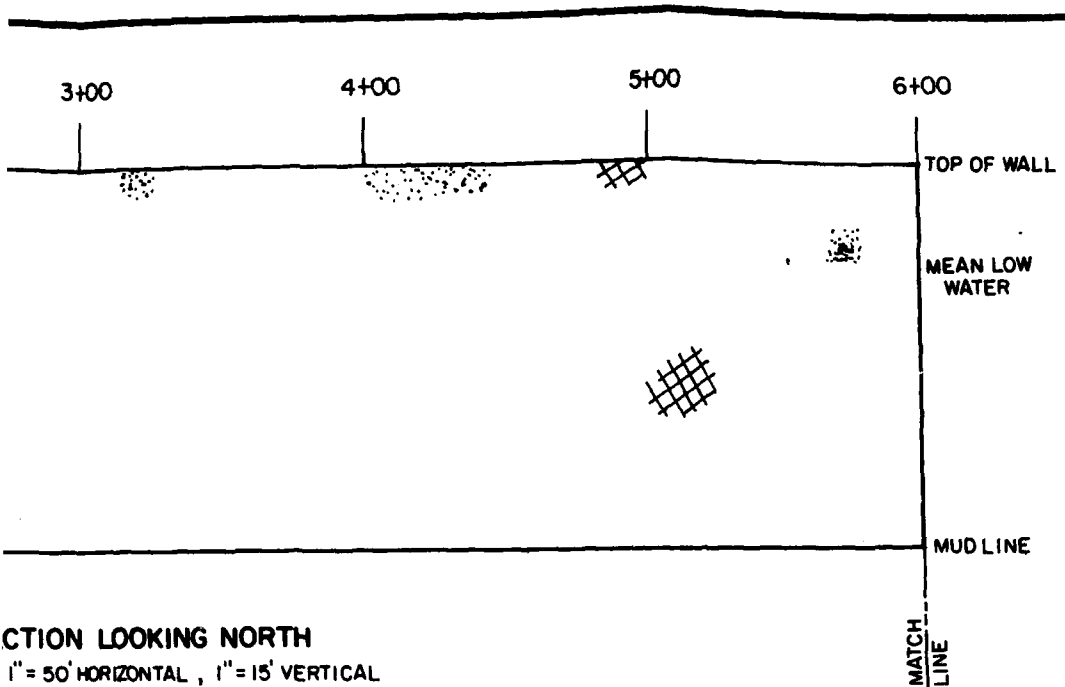 3+00 4+00 5+00 6+00
TOP OF WALL
MEAN LOW
WATER
MUD LINE
CTION LOOKING NORTH
1" = 50' HORIZONTAL , 1" = 15' VERTICAL
MATCH
LINE